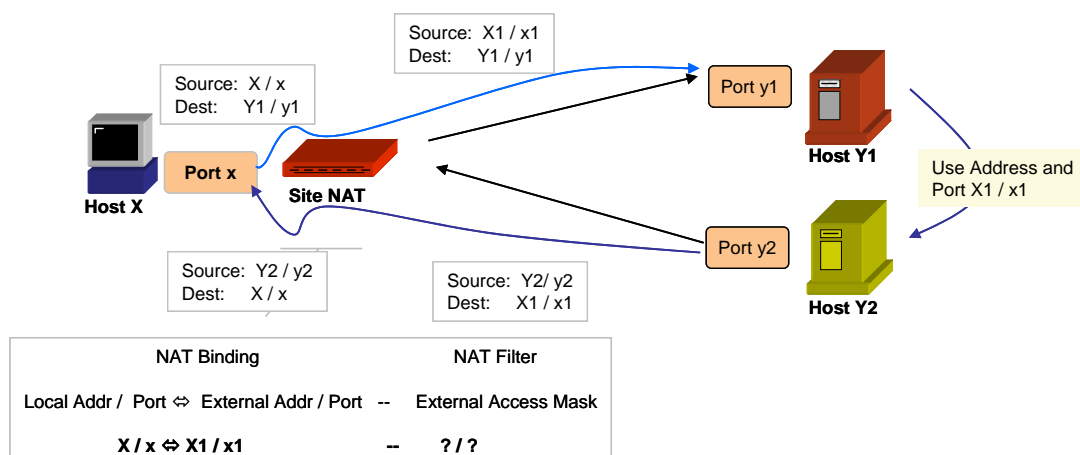 Source: X1 / x1
Dest: Y1 / y1
Source: X / x
Dest: Y1 / y1
Port y1
Port x
Host X
Site NAT
Host Y1
Use Address and
Port X1 / x1
Port y2
Source: Y2 / y2
Dest: X / x
Source: Y2/ y2
Dest: X1 / x1
Host Y2
NAT Binding NAT Filter
Local Addr / Port ⇔ External Addr / Port -- External Access Mask
X / x ⇔ X1 / x1 -- ? / ?